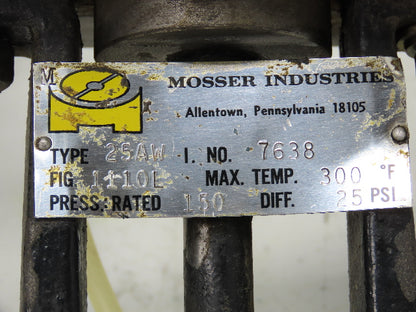 M
MOSSER INDUSTRIES
Allentown, Pennsylvania 18105
TYPE 25AW I. NO. 7638
FIG. 1110L MAX. TEMP. 300 °F
PRESS. RATED 150 DIFF. 25 PSI